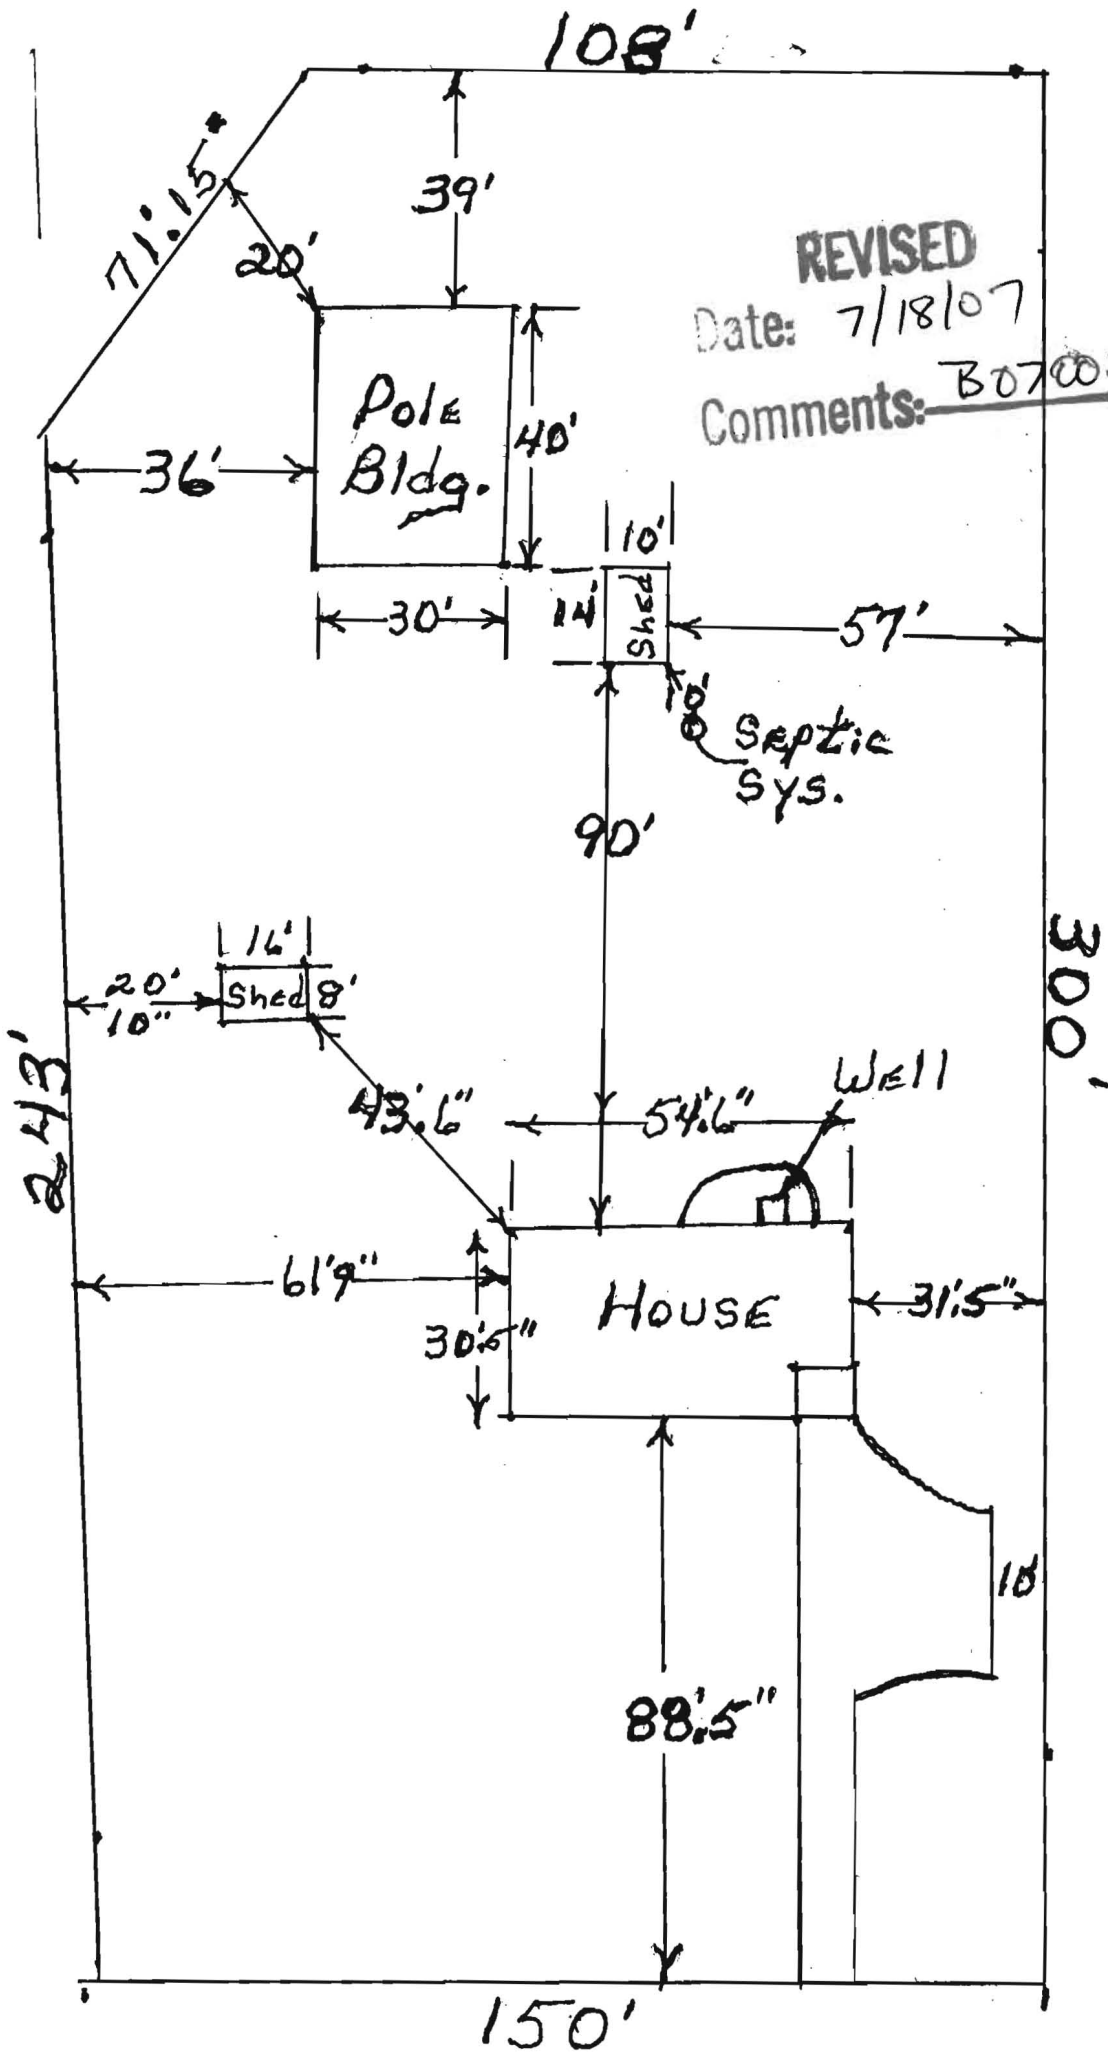 108'
71'.15"
39'
20'
REVISED
Date: 7/18/07
Comments: B0700
Pole
Bldg.
40'
36'
30'
10'
14'
Shed
57'
10'
Septic
Sys.
90'
300'
16'
Shed 8'
20'
10"
243'
43'.6"
54'.6"
Well
61'9"
House
31'.5"
30'.5"
10'
88'.5"
150'